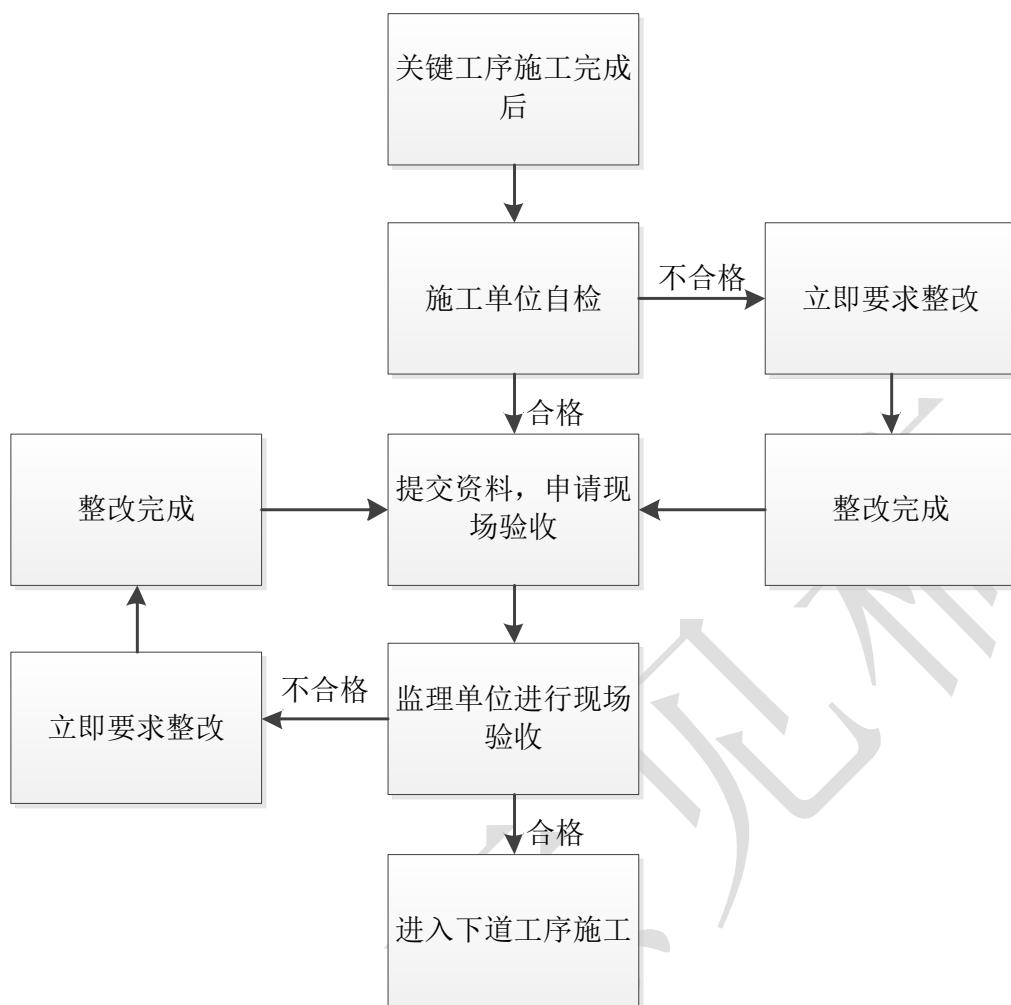 关键工序施工完成
后
施工单位自检
不合格
立即要求整改
合格
整改完成
提交资料，申请现
场验收
整改完成
立即要求整改
不合格
监理单位进行现场
验收
合格
进入下道工序施工
见稿